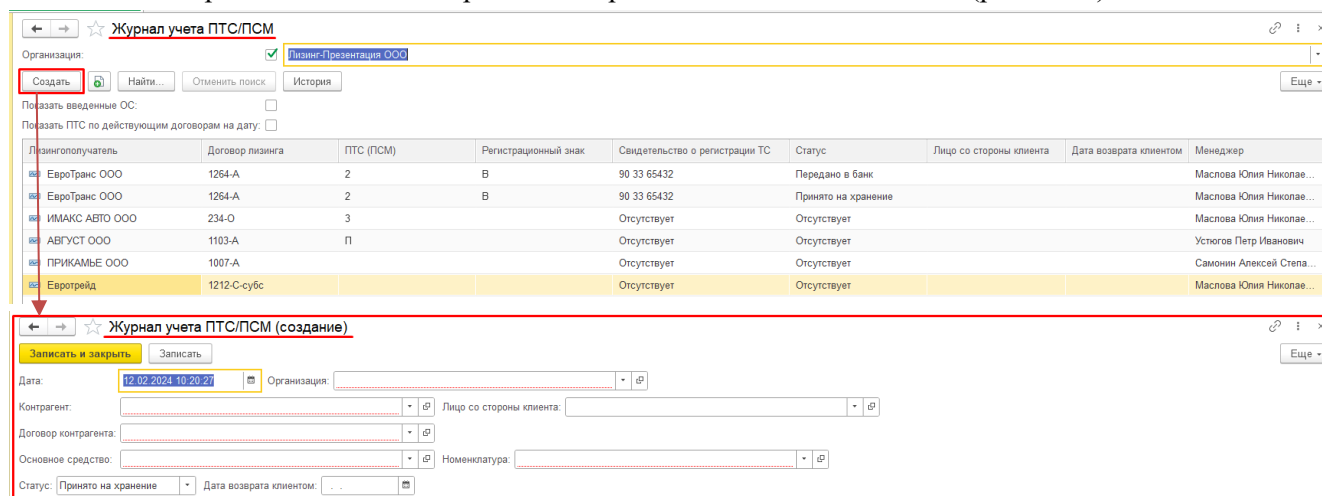 Журнал учета ПТС/ПСМ
Организация: Лизинг-Презентация ООО
Создать Найти... Отменить поиск История Еще
Показать введенные ОС:
Показать ПТС по действующим договорам на дату:
Лизингополучатель Договор лизинга ПТС (ПСМ) Регистрационный знак Свидетельство о регистрации ТС Статус Лицо со стороны клиента Дата возврата клиентом Менеджер
ЕвроТранс ООО 1264-А 2 В 90 33 65432 Передано в банк Маслова Юлия Николае...
ЕвроТранс ООО 1264-А 2 В 90 33 65432 Принято на хранение Маслова Юлия Николае...
ИМАКС АВТО ООО 234-О 3 Отсутствует Отсутствует Маслова Юлия Николае...
АВГУСТ ООО 1103-А П Отсутствует Отсутствует Устюгов Петр Иванович
ПРИКАМЬЕ ООО 1007-А Отсутствует Отсутствует Самонин Алексей Степа...
Евротрейд 1212-С-субс Отсутствует Отсутствует Маслова Юлия Николае...
Журнал учета ПТС/ПСМ (создание)
Записать и закрыть Записать Еще
Дата: 12.02.2024 10:20:27 Организация:
Контрагент: Лицо со стороны клиента:
Договор контрагента:
Основное средство: Номенклатура:
Статус: Принято на хранение Дата возврата клиентом: . .